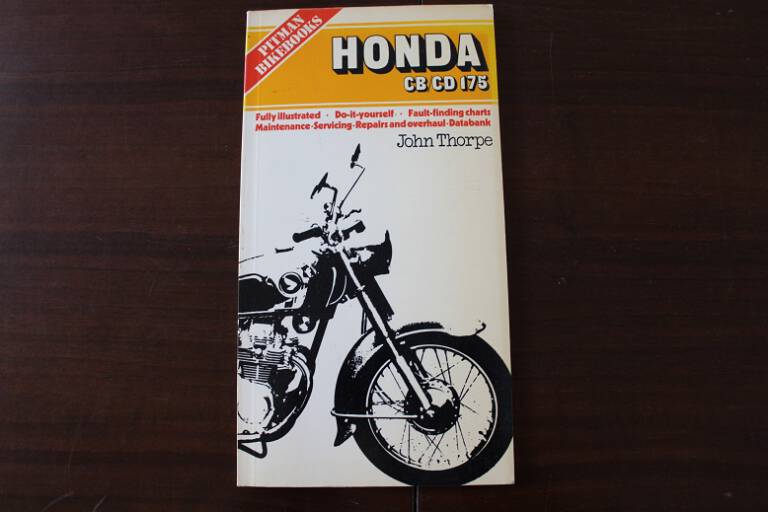 PITMAN
BIKEBOOKS
HONDA
CB CD 175
Fully illustrated · Do-it-yourself · Fault-finding charts
Maintenance · Servicing · Repairs and overhaul · Databank
John Thorpe